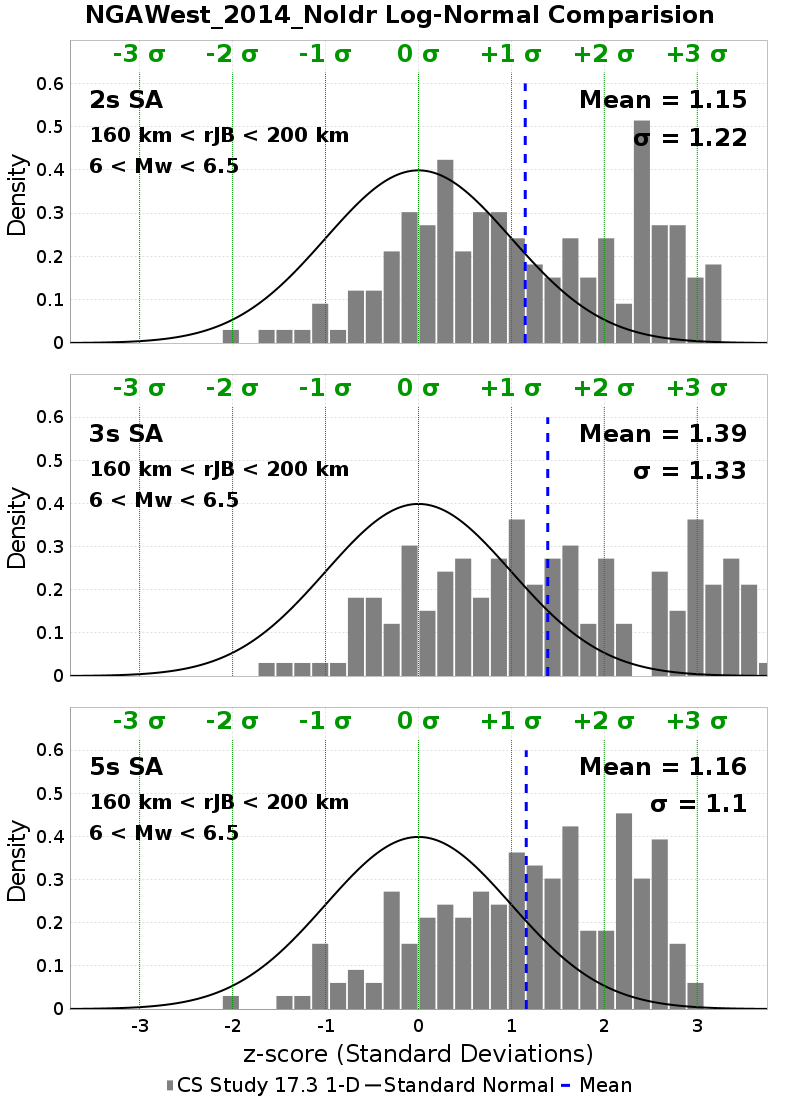 NGAWest_2014_NoIdr Log-Normal Comparision
-3 σ -2 σ -1 σ 0 σ +1 σ +2 σ +3 σ
0.6
2s SA
Mean = 1.15
0.5
160 km < rJB < 200 km
σ = 1.22
6 < Mw < 6.5
0.4
Density
0.3
0.2
0.1
0
-3 σ -2 σ -1 σ 0 σ +1 σ +2 σ +3 σ
0.6
3s SA
Mean = 1.39
0.5
160 km < rJB < 200 km
σ = 1.33
6 < Mw < 6.5
0.4
Density
0.3
0.2
0.1
0
-3 σ -2 σ -1 σ 0 σ +1 σ +2 σ +3 σ
0.6
5s SA
Mean = 1.16
0.5
160 km < rJB < 200 km
σ = 1.1
6 < Mw < 6.5
0.4
Density
0.3
0.2
0.1
0
-3 -2 -1 0 1 2 3
z-score (Standard Deviations)
CS Study 17.3 1-D Standard Normal Mean